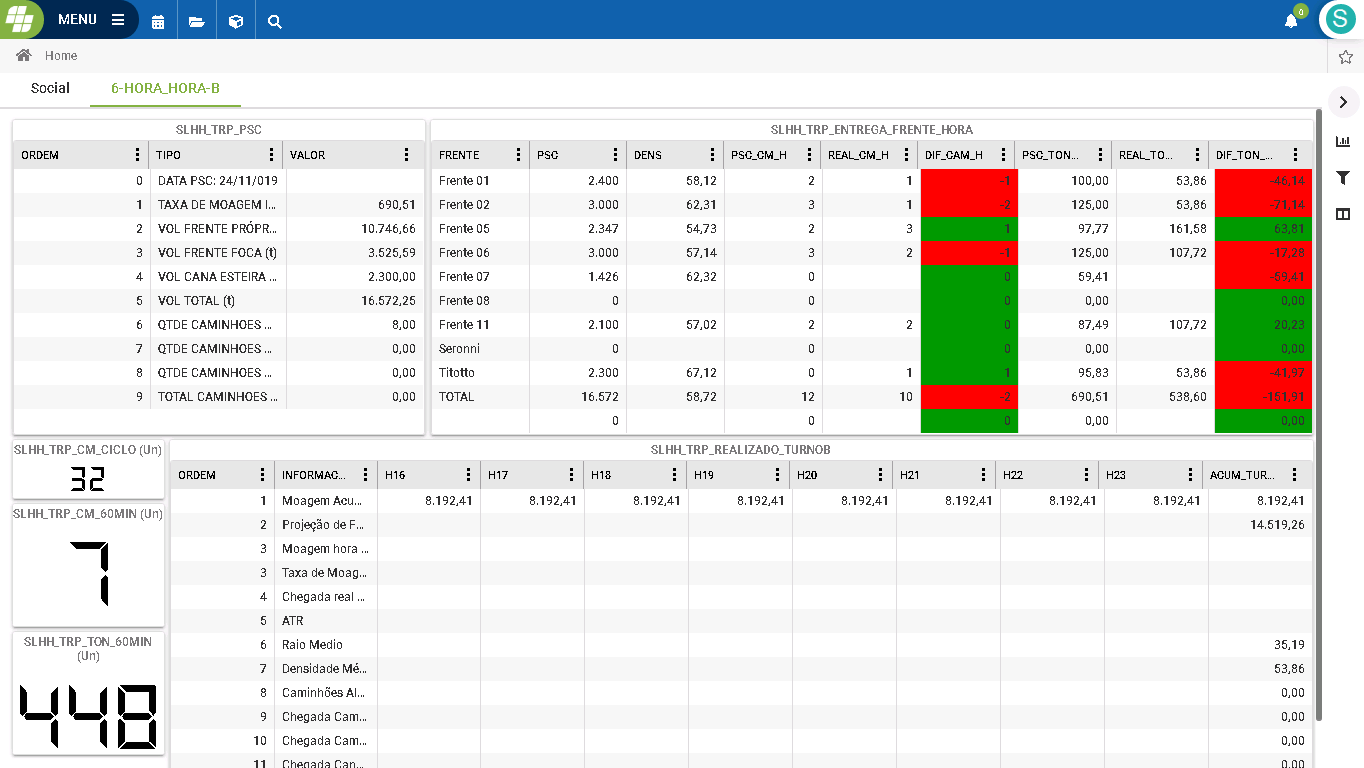 MENU
0
S
Home
Social 6-HORA_HORA-B
SLHH_TRP_PSC
ORDEM TIPO VALOR
0 DATA PSC: 24/11/019
1 TAXA DE MOAGEM I... 690,51
2 VOL FRENTE PRÓPR... 10.746,66
3 VOL FRENTE FOCA (t) 3.525,59
4 VOL CANA ESTEIRA ... 2.300,00
5 VOL TOTAL (t) 16.572,25
6 QTDE CAMINHOES ... 8,00
7 QTDE CAMINHOES ... 0,00
8 QTDE CAMINHOES ... 0,00
9 TOTAL CAMINHOES ... 0,00
SLHH_TRP_ENTREGA_FRENTE_HORA
FRENTE PSC DENS PSC_CM_H REAL_CM_H DIF_CAM_H PSC_TON... REAL_TO... DIF_TON_...
Frente 01 2.400 58,12 2 1 -1 100,00 53,86 -46,14
Frente 02 3.000 62,31 3 1 -2 125,00 53,86 -71,14
Frente 05 2.347 54,73 2 3 1 97,77 161,58 63,81
Frente 06 3.000 57,14 3 2 -1 125,00 107,72 -17,28
Frente 07 1.426 62,32 0 0 59,41 -59,41
Frente 08 0 0 0 0,00 0,00
Frente 11 2.100 57,02 2 2 0 87,49 107,72 20,23
Seronni 0 0 0 0,00 0,00
Titotto 2.300 67,12 0 1 1 95,83 53,86 -41,97
TOTAL 16.572 58,72 12 10 -2 690,51 538,60 -151,91
0 0 0 0,00 0,00
SLHH_TRP_CM_CICLO (Un)
32
SLHH_TRP_CM_60MIN (Un)
7
SLHH_TRP_TON_60MIN
(Un)
448
SLHH_TRP_REALIZADO_TURNOB
ORDEM INFORMAC... H16 H17 H18 H19 H20 H21 H22 H23 ACUM_TUR...
1 Moagem Acu... 8.192,41 8.192,41 8.192,41 8.192,41 8.192,41 8.192,41 8.192,41 8.192,41 8.192,41
2 Projeção de F... 14.519,26
3 Moagem hora ...
3 Taxa de Moag...
4 Chegada real ...
5 ATR
6 Raio Medio 35,19
7 Densidade Mé... 53,86
8 Caminhões Al... 0,00
9 Chegada Cam... 0,00
10 Chegada Cam... 0,00
11 Chegada Can... 0,00